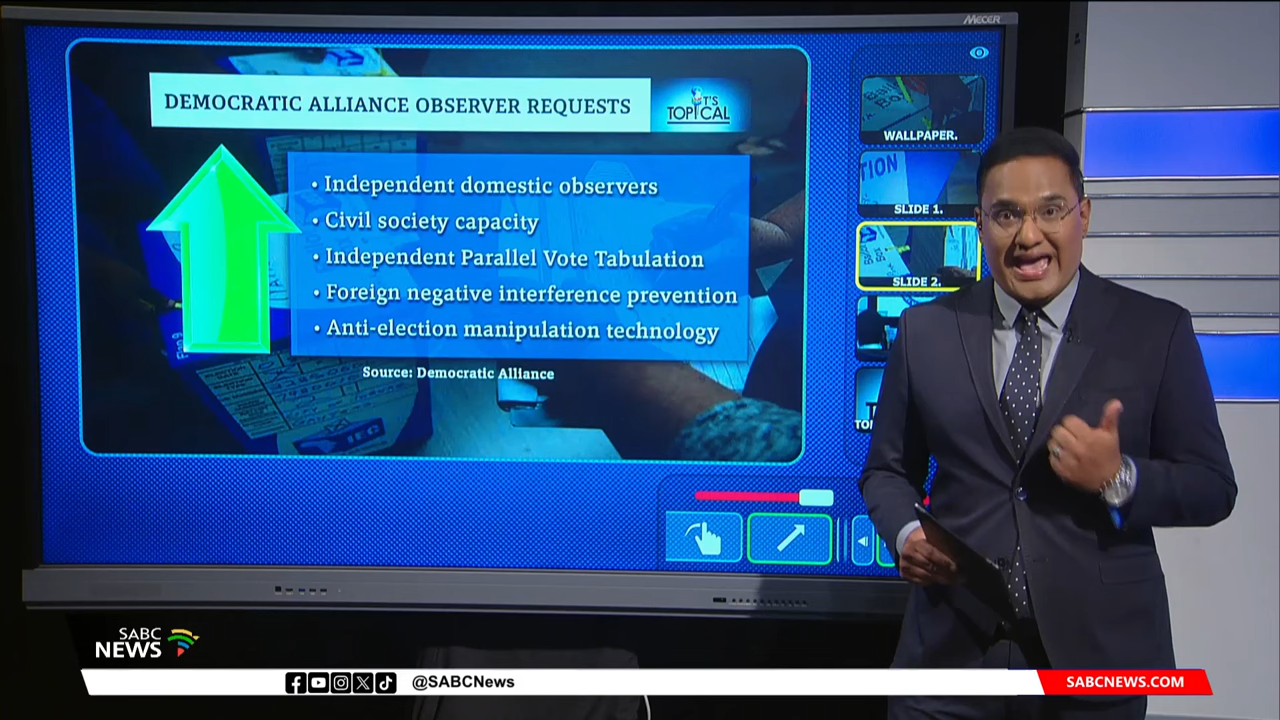 MECER
DEMOCRATIC ALLIANCE OBSERVER REQUESTS
IT'S
TOPICAL
• Independent domestic observers
• Civil society capacity
• Independent Parallel Vote Tabulation
• Foreign negative interference prevention
• Anti-election manipulation technology
Source: Democratic Alliance
IEC
WALLPAPER.
TION
SLIDE 1.
SLIDE 2.
SABC
NEWS
@SABCNews
SABCNEWS.COM